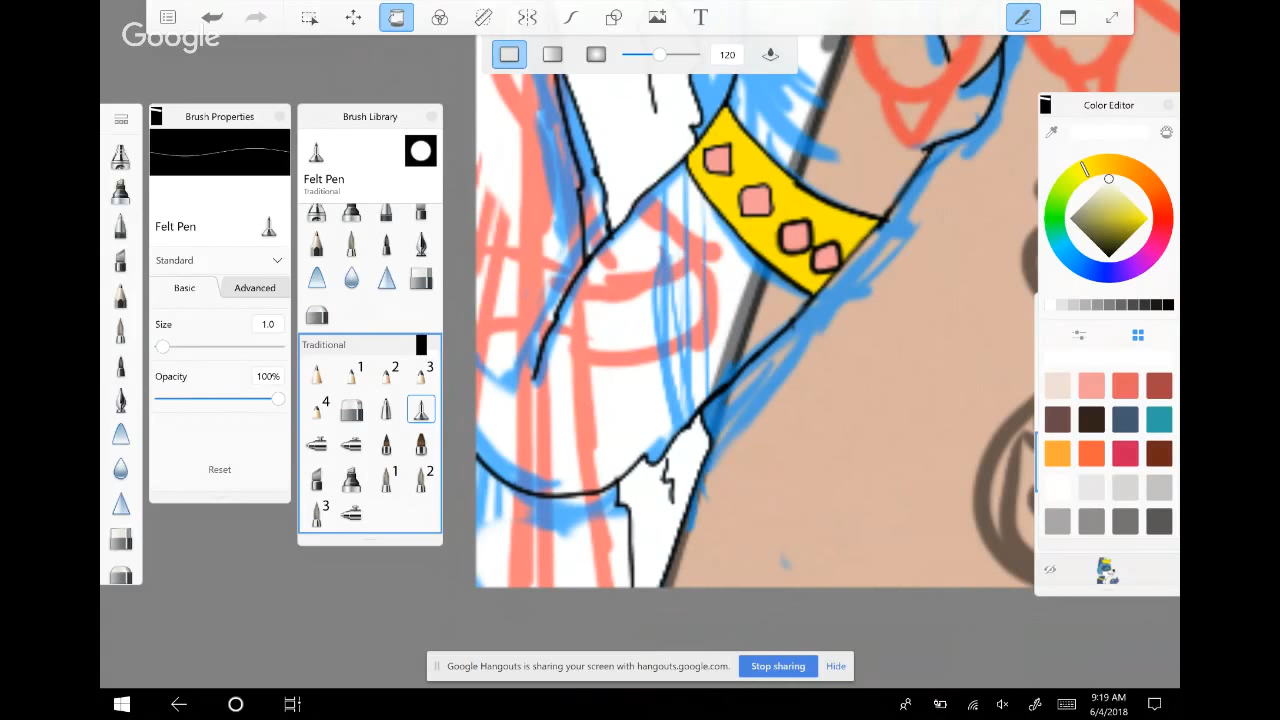 Google
T
120
Brush Properties
Brush Library
Color Editor
Felt Pen
Traditional
Felt Pen
Standard
Basic
Advanced
Size
1.0
Opacity
100%
Reset
Traditional
1
2
3
4
1
2
3
Google Hangouts is sharing your screen with hangouts.google.com.
Stop sharing
Hide
9:19 AM
6/4/2018